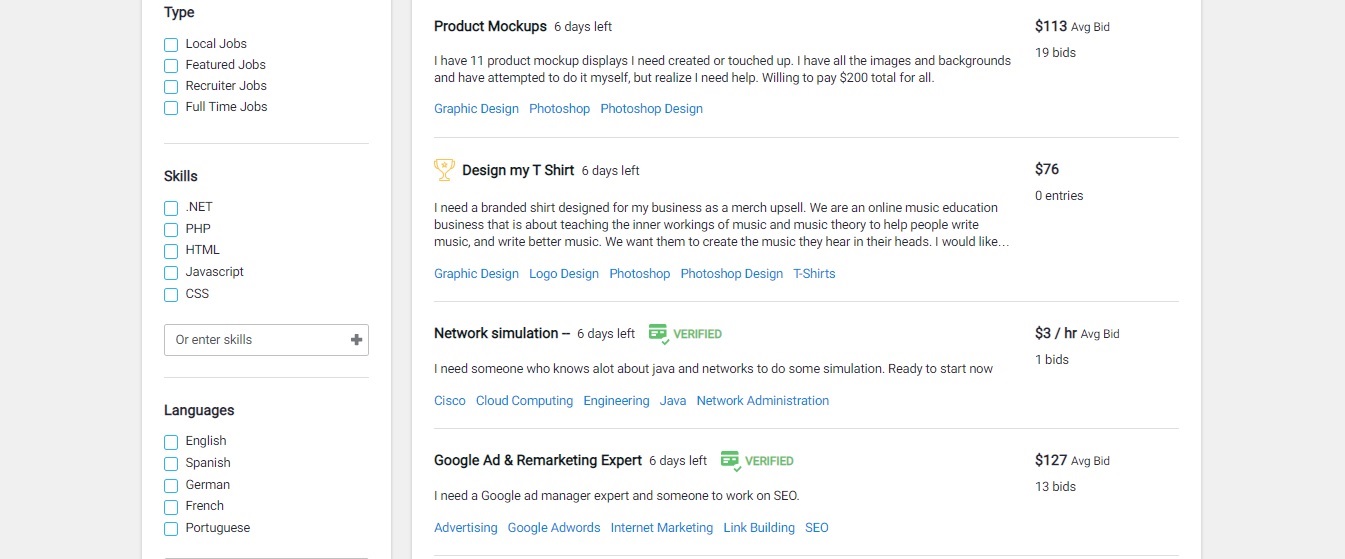 Type
Local Jobs
Featured Jobs
Recruiter Jobs
Full Time Jobs
Skills
.NET
PHP
HTML
Javascript
CSS
Or enter skills
Languages
English
Spanish
German
French
Portuguese
Product Mockups 6 days left
$113 Avg Bid
19 bids
I have 11 product mockup displays I need created or touched up. I have all the images and backgrounds
and have attempted to do it myself, but realize I need help. Willing to pay $200 total for all.
Graphic Design Photoshop Photoshop Design
Design my T Shirt 6 days left
$76
0 entries
I need a branded shirt designed for my business as a merch upsell. We are an online music education
business that is about teaching the inner workings of music and music theory to help people write
music, and write better music. We want them to create the music they hear in their heads. I would like...
Graphic Design Logo Design Photoshop Photoshop Design T-Shirts
Network simulation -- 6 days left VERIFIED
$3 / hr Avg Bid
1 bids
I need someone who knows alot about java and networks to do some simulation. Ready to start now
Cisco Cloud Computing Engineering Java Network Administration
Google Ad & Remarketing Expert 6 days left VERIFIED
$127 Avg Bid
13 bids
I need a Google ad manager expert and someone to work on SEO.
Advertising Google Adwords Internet Marketing Link Building SEO